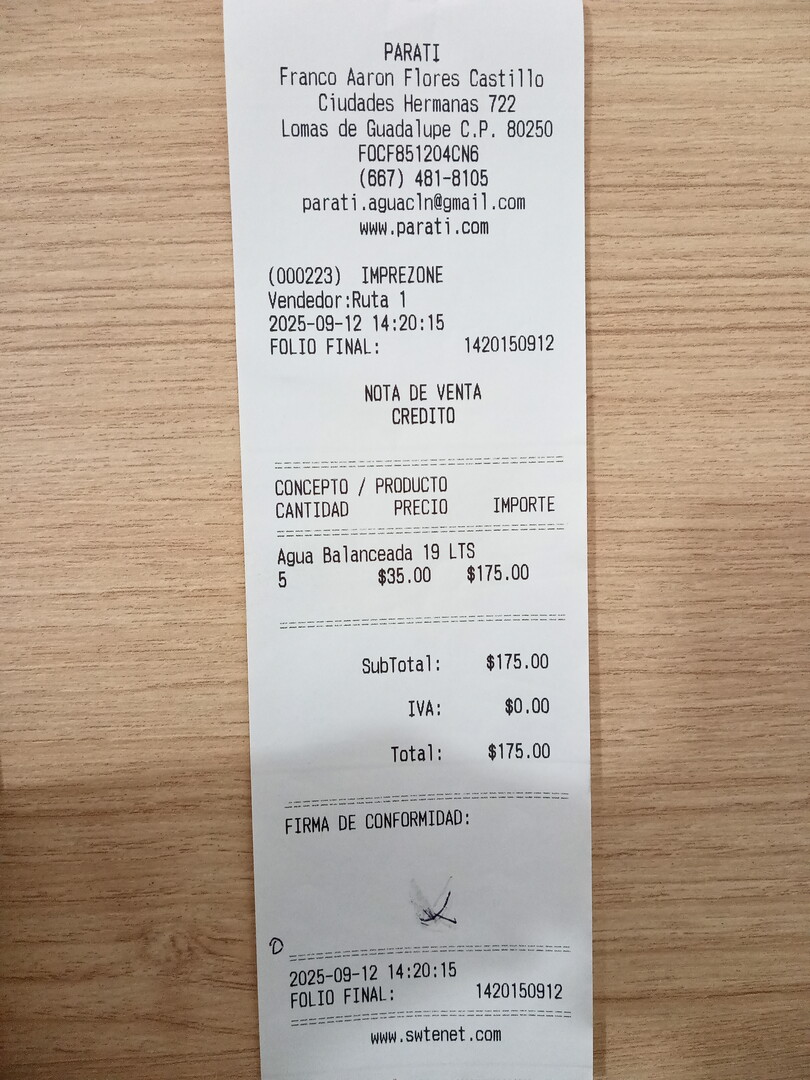 PARATI
Franco Aaron Flores Castillo
Ciudades Hermanas 722
Lomas de Guadalupe C.P. 80250
FOCF851204CN6
(667) 481-8105
parati.aguacln@gmail.com
www.parati.com
(000223) IMPREZONE
Vendedor:Ruta 1
2025-09-12 14:20:15
FOLIO FINAL: 1420150912
NOTA DE VENTA
CREDITO
CONCEPTO / PRODUCTO
CANTIDAD PRECIO IMPORTE
Agua Balanceada 19 LTS
5 $35.00 $175.00
SubTotal: $175.00
IVA: $0.00
Total: $175.00
FIRMA DE CONFORMIDAD:
2025-09-12 14:20:15
FOLIO FINAL: 1420150912
www.swtenet.com